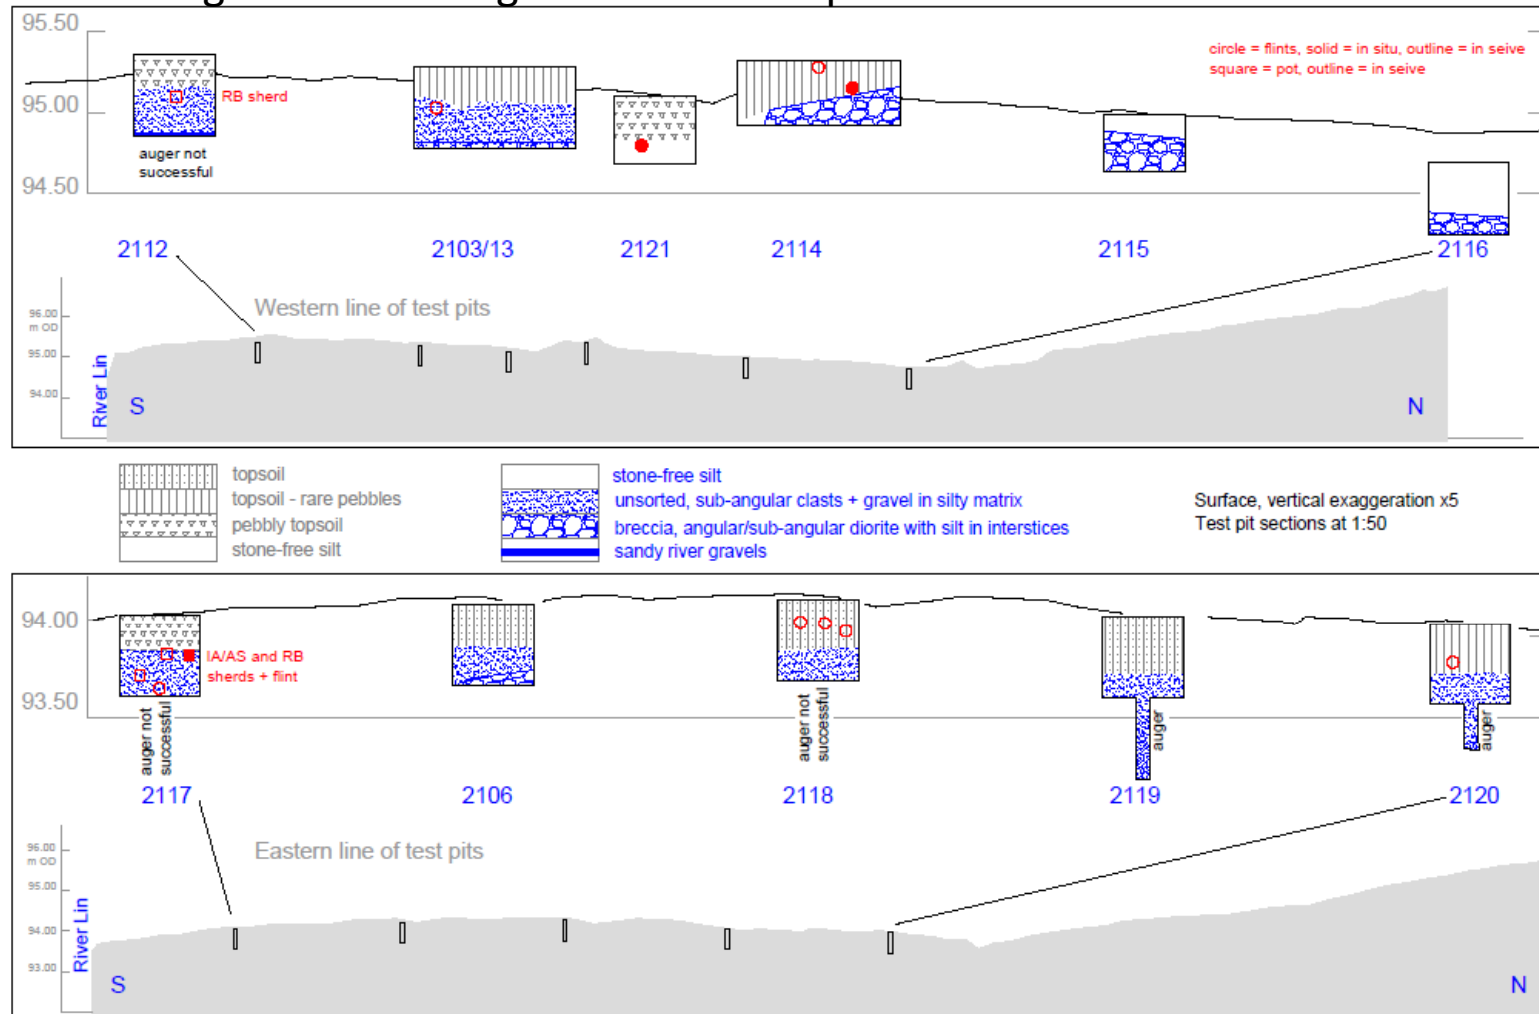 95.50
circle = flints, solid = in situ, outline = in seive
square = pot, outline = in seive
RB sherd
95.00
auger not
successful
94.50
2112
2103/13
2121
2114
2115
2116
Western line of test pits
96.00
m OD
95.00
94.00
River Lin
S
N
topsoil
topsoil - rare pebbles
pebbly topsoil
stone-free silt
stone-free silt
unsorted, sub-angular clasts + gravel in silty matrix
breccia, angular/sub-angular diorite with silt in interstices
sandy river gravels
Surface, vertical exaggeration x5
Test pit sections at 1:50
94.00
IA/AS and RB
sherds + flint
93.50
auger not
successful
auger not
successful
auger
auger
2117
2106
2118
2119
2120
Eastern line of test pits
96.00
m OD
95.00
94.00
93.00
River Lin
S
N